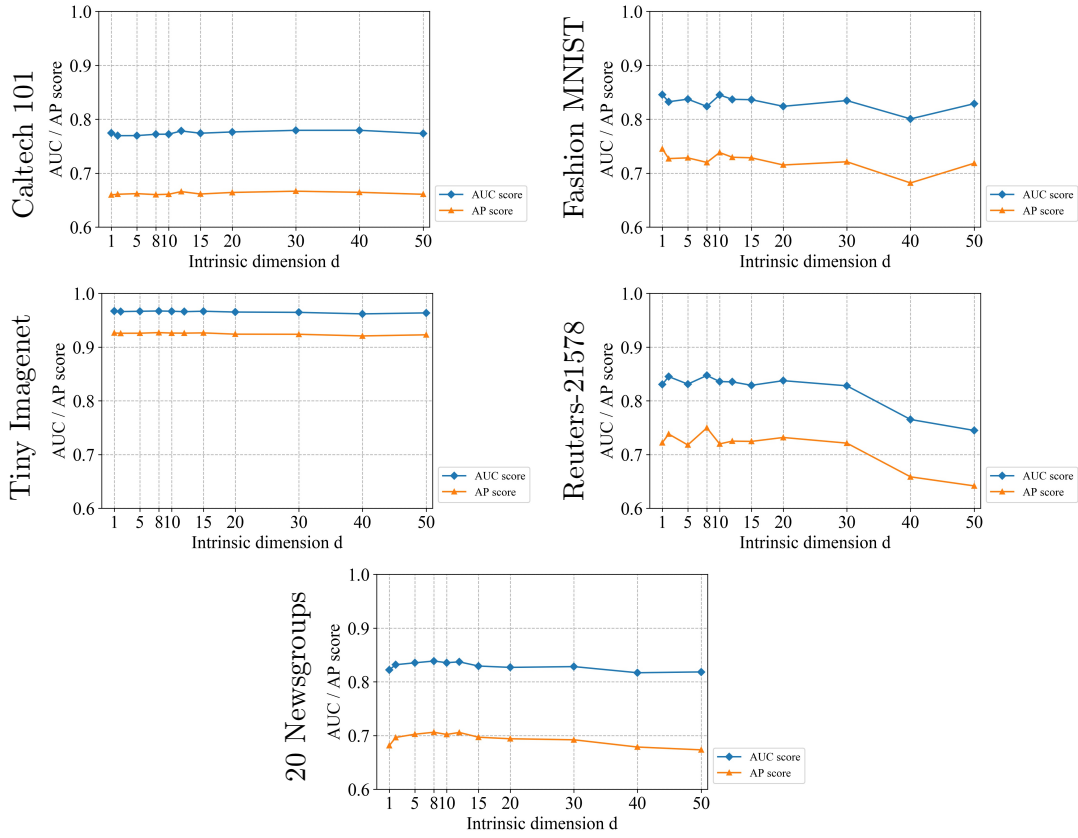 Caltech 101
AUC / AP score
1.0
0.9
0.8
0.7
0.6
1 5 8 10 15 20 30 40 50
Intrinsic dimension d
AUC score
AP score
Fashion MNIST
AUC / AP score
1.0
0.9
0.8
0.7
0.6
1 5 8 10 15 20 30 40 50
Intrinsic dimension d
AUC score
AP score
Tiny Imagenet
AUC / AP score
1.0
0.9
0.8
0.7
0.6
1 5 8 10 15 20 30 40 50
Intrinsic dimension d
AUC score
AP score
Reuters-21578
AUC / AP score
1.0
0.9
0.8
0.7
0.6
1 5 8 10 15 20 30 40 50
Intrinsic dimension d
AUC score
AP score
20 Newsgroups
AUC / AP score
1.0
0.9
0.8
0.7
0.6
1 5 8 10 15 20 30 40 50
Intrinsic dimension d
AUC score
AP score